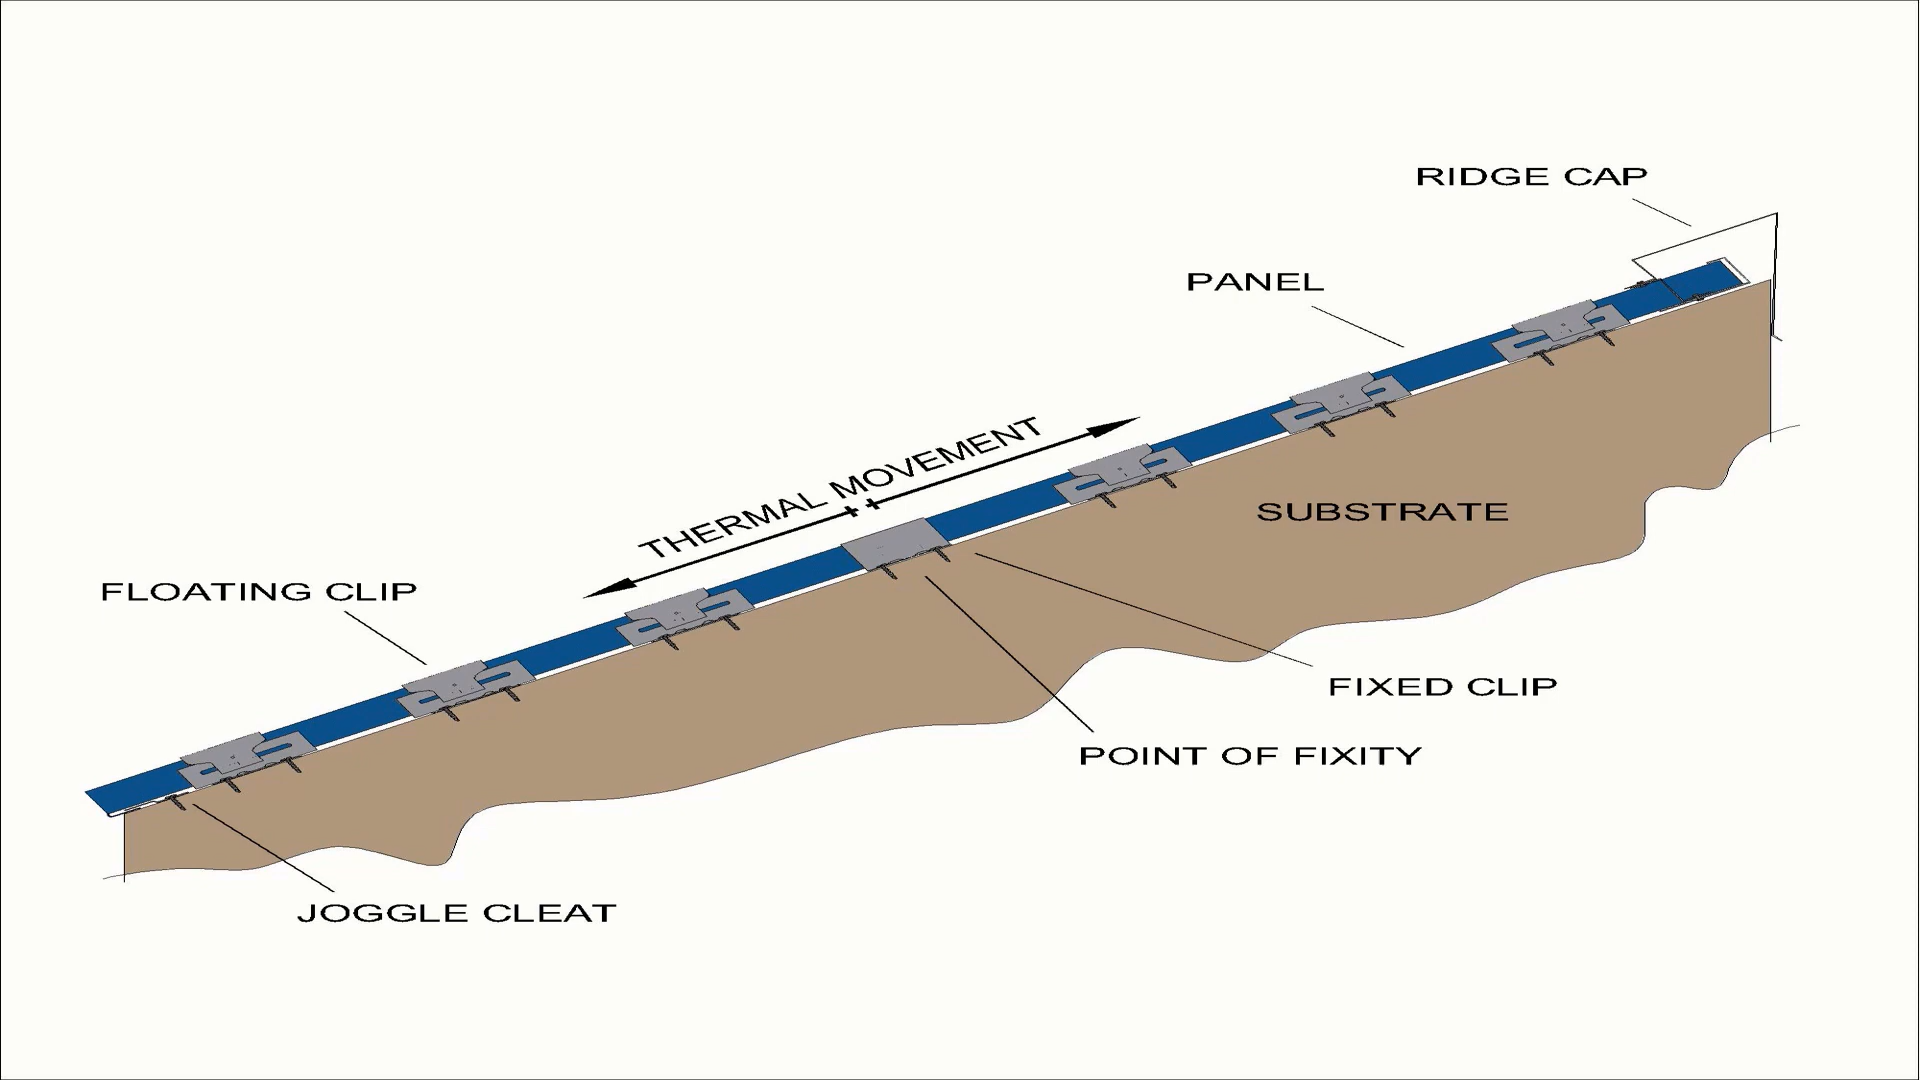 RIDGE CAP
PANEL
THERMAL MOVEMENT
SUBSTRATE
FLOATING CLIP
FIXED CLIP
POINT OF FIXITY
JOGGLE CLEAT